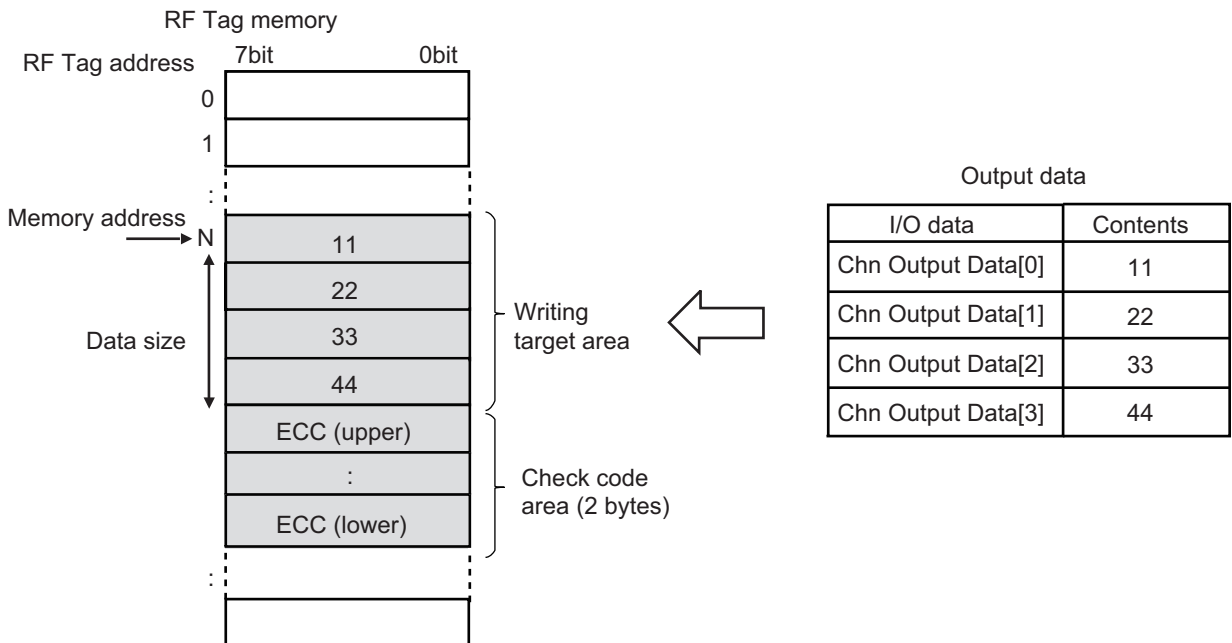 RF Tag memory
RF Tag address
7bit
0bit
0
1
:
Memory address
N
Data size
11
22
33
44
ECC (upper)
:
ECC (lower)
:
Writing
target area
Check code
area (2 bytes)
Output data
I/O data
Contents
Chn Output Data[0]
11
Chn Output Data[1]
22
Chn Output Data[2]
33
Chn Output Data[3]
44